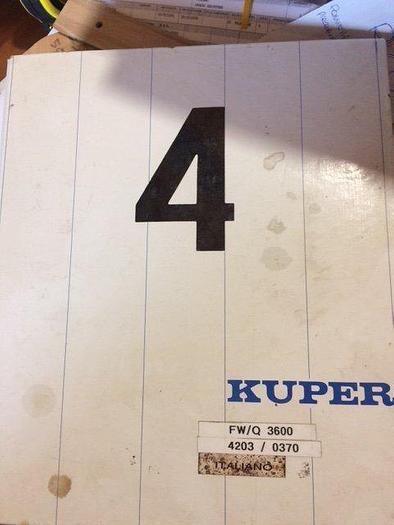 4
KUPER
FW/Q 3600
4203 / 0370
ITALIANO